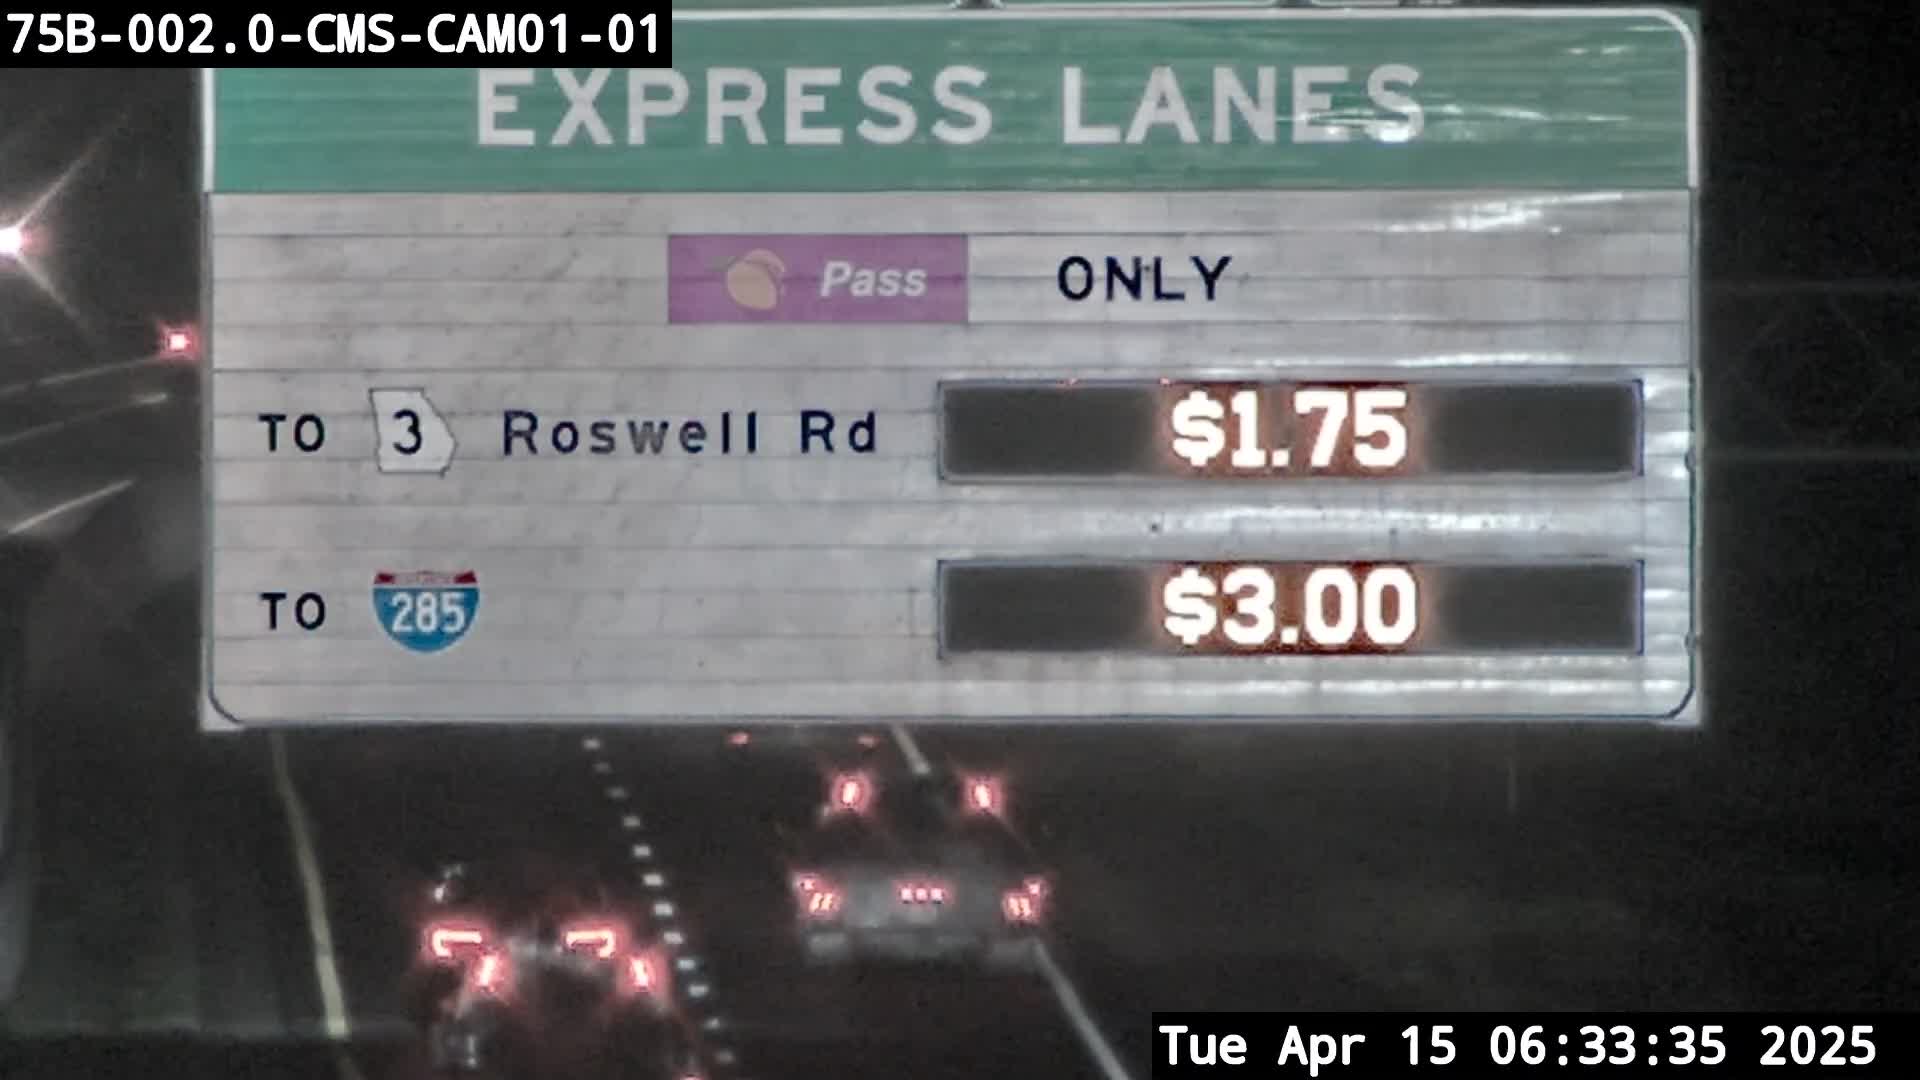 75B-002.0-CMS-CAM01-01
EXPRESS LANES
Pass ONLY
TO 3 Roswell Rd $1.75
TO 285 $3.00
Tue Apr 15 06:33:35 2025